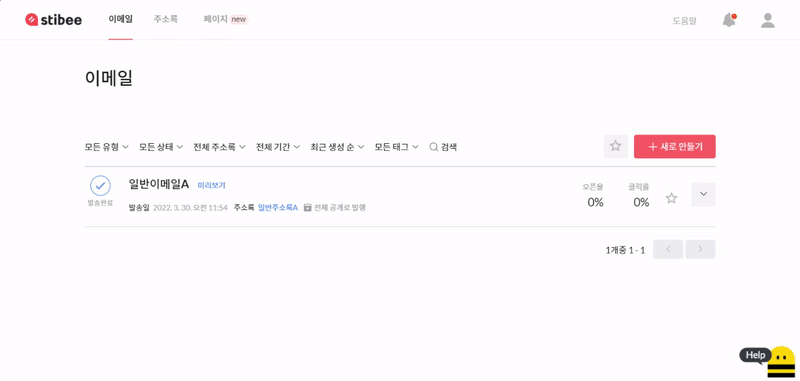 stibee 이메일 주소록 페이지 new 도움말
이메일
모든 유형 모든 상태 전체 주소록 전체 기간 최근 생성 순 모든 태그 검색 새로 만들기
일반이메일A 미리보기 오픈율 클릭률
발송완료 발송일 2022. 3. 30. 오전 11:54 주소록 일반주소록A 전체 공개로 발행 0% 0%
1개중 1 - 1
Help